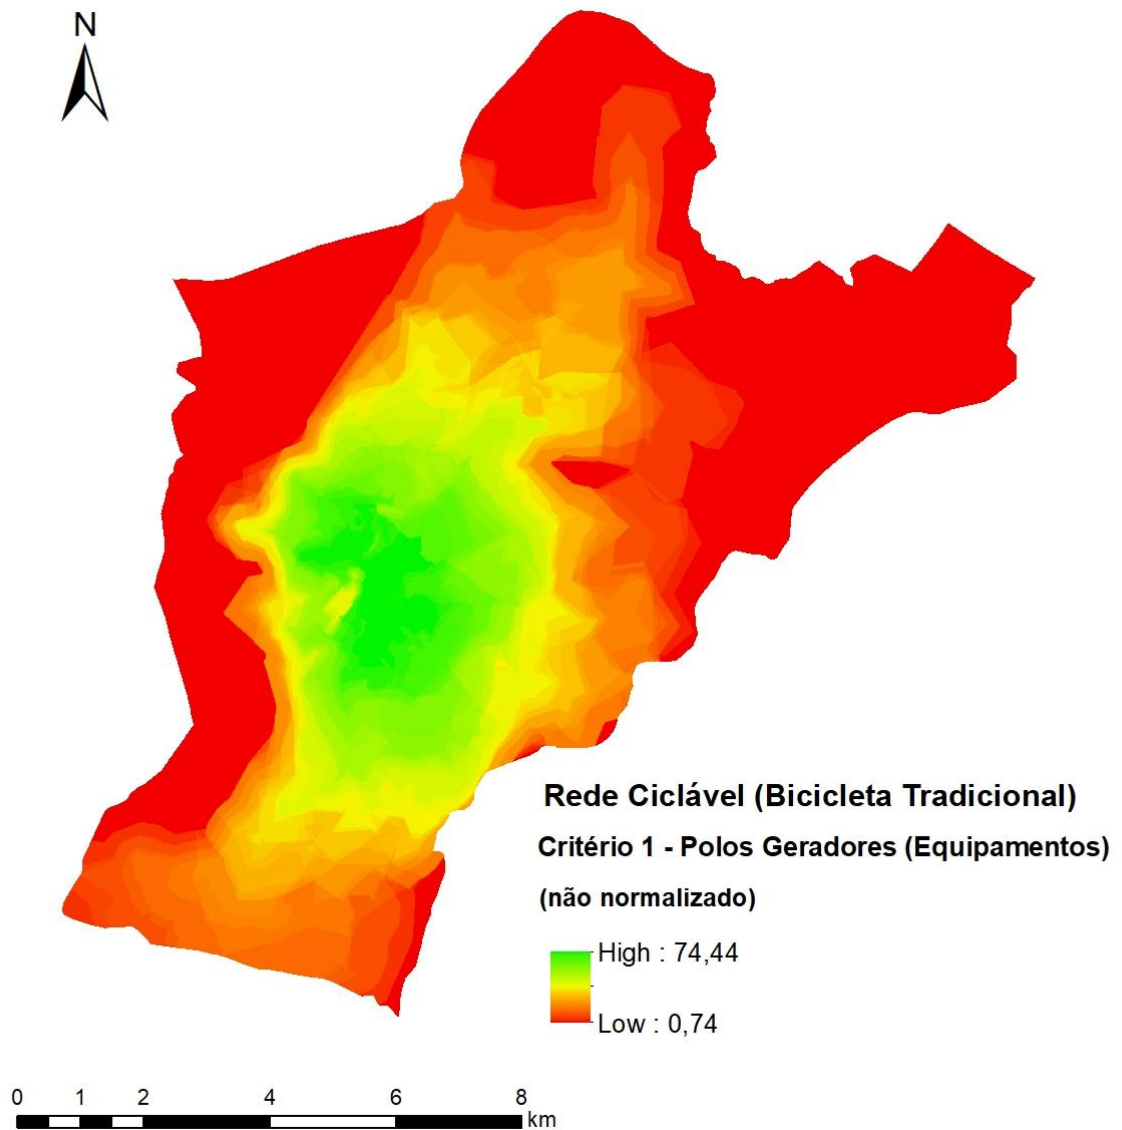 N
Rede Ciclável (Bicicleta Tradicional)
Critério 1 - Polos Geradores (Equipamentos)
(não normalizado)
High : 74,44
Low : 0,74
0 1 2 4 6 8
km